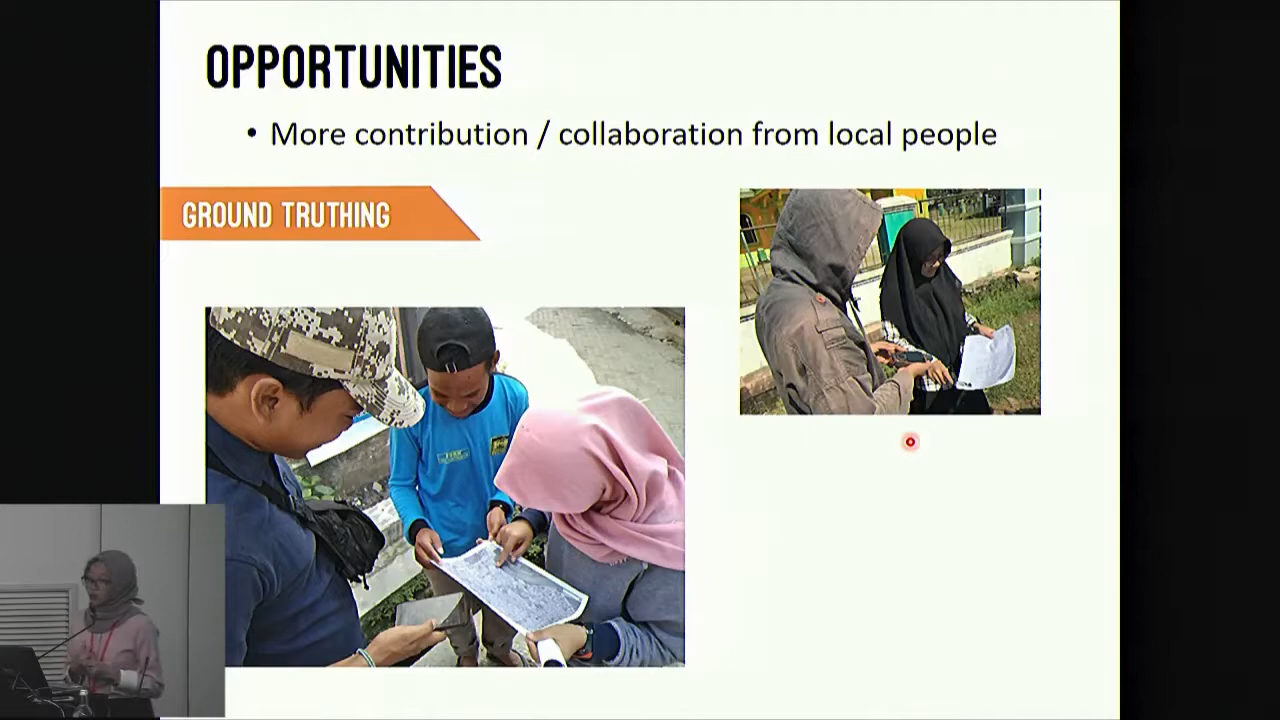 OPPORTUNITIES
• More contribution / collaboration from local people
GROUND TRUTHING